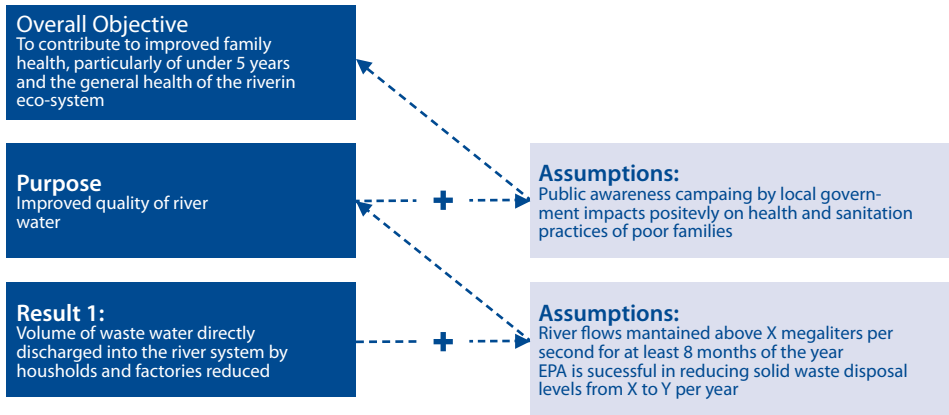 Overall Objective
To contribute to improved family
health, particularly of under 5 years
and the general health of the riverin
eco-system
Purpose
Improved quality of river
water
+
Assumptions:
Public awareness campaing by local govern-
ment impacts positevly on health and sanitation
practices of poor families
Result 1:
Volume of waste water directly
discharged into the river system by
housholds and factories reduced
+
Assumptions:
River flows mantained above X megaliters per
second for at least 8 months of the year
EPA is sucessful in reducing solid waste disposal
levels from X to Y per year